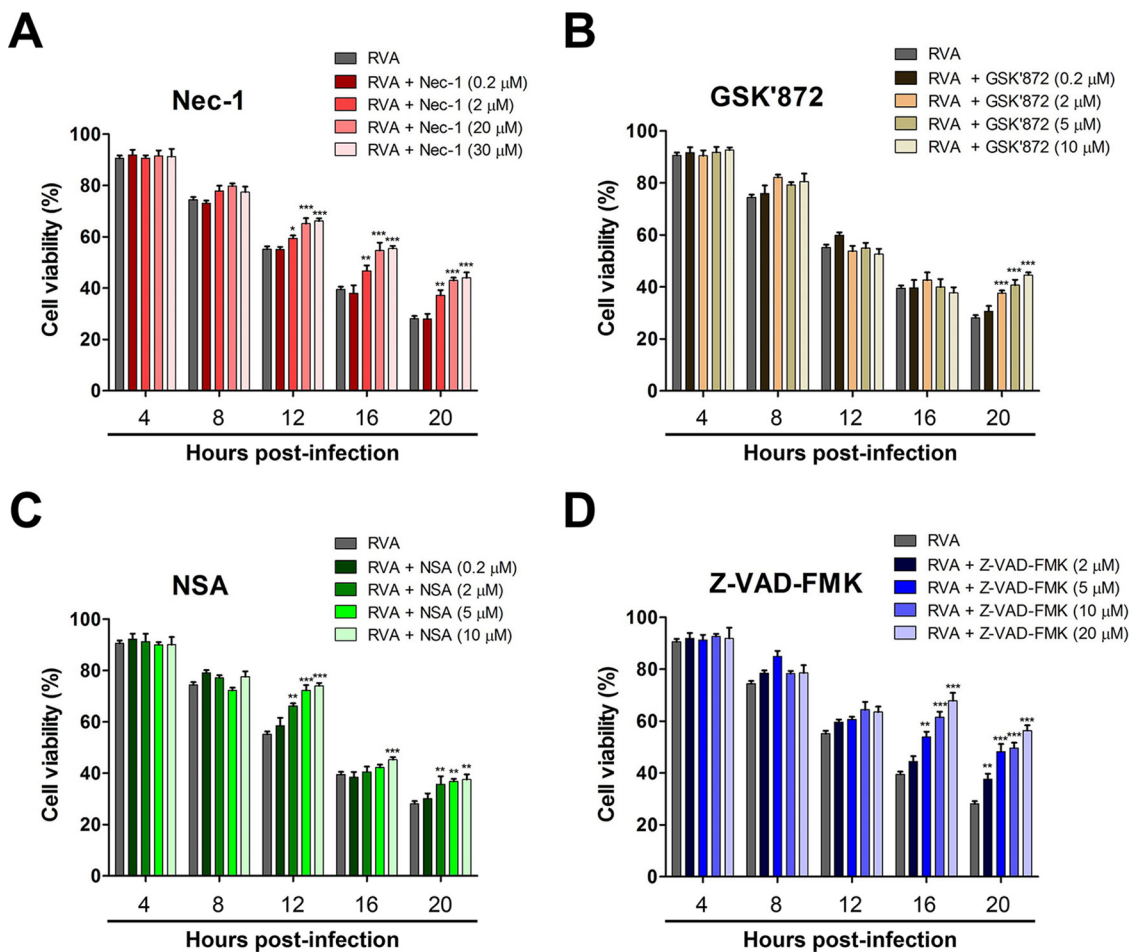 A
Nec-1
RVA
RVA + Nec-1 (0.2 μM)
RVA + Nec-1 (2 μM)
RVA + Nec-1 (20 μM)
RVA + Nec-1 (30 μM)
Cell viability (%)
100
80
60
40
20
0
* *** ***
** *** ***
** *** ***
4 8 12 16 20
Hours post-infection
B
GSK'872
RVA
RVA + GSK'872 (0.2 μM)
RVA + GSK'872 (2 μM)
RVA + GSK'872 (5 μM)
RVA + GSK'872 (10 μM)
Cell viability (%)
100
80
60
40
20
0
*** *** ***
4 8 12 16 20
Hours post-infection
C
NSA
RVA
RVA + NSA (0.2 μM)
RVA + NSA (2 μM)
RVA + NSA (5 μM)
RVA + NSA (10 μM)
Cell viability (%)
100
80
60
40
20
0
** *** ***
***
** ** **
4 8 12 16 20
Hours post-infection
D
Z-VAD-FMK
RVA
RVA + Z-VAD-FMK (2 μM)
RVA + Z-VAD-FMK (5 μM)
RVA + Z-VAD-FMK (10 μM)
RVA + Z-VAD-FMK (20 μM)
Cell viability (%)
100
80
60
40
20
0
** *** ***
** *** *** ***
4 8 12 16 20
Hours post-infection